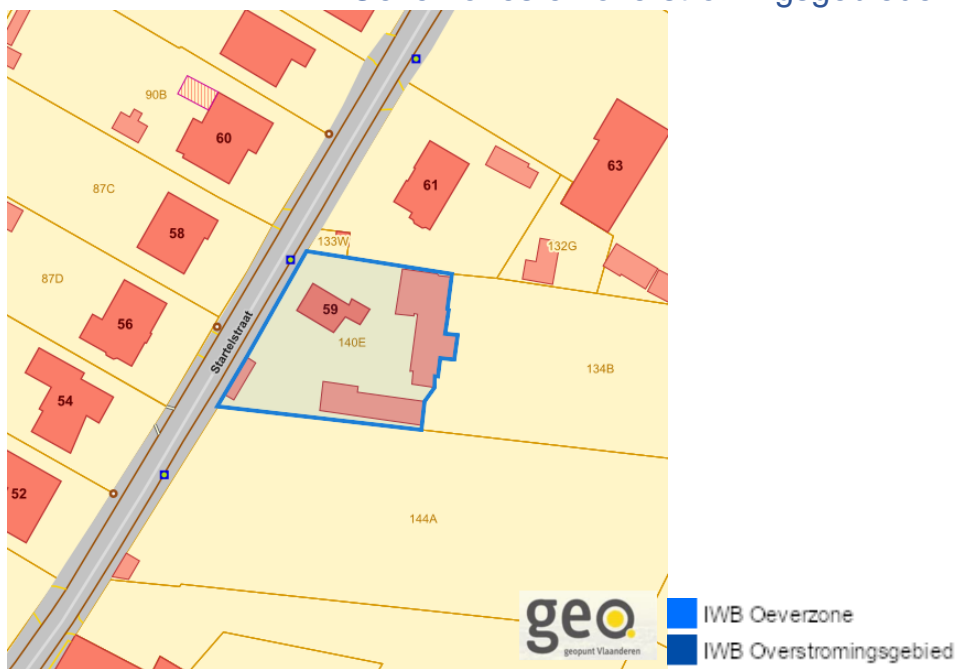 90B
60
63
61
87C
58
133W
132G
87D
59
56
Startelstraat
140E
134B
54
52
144A
geo
geopunt Vlaanderen
IWB Oeverzone
IWB Overstromingsgebied